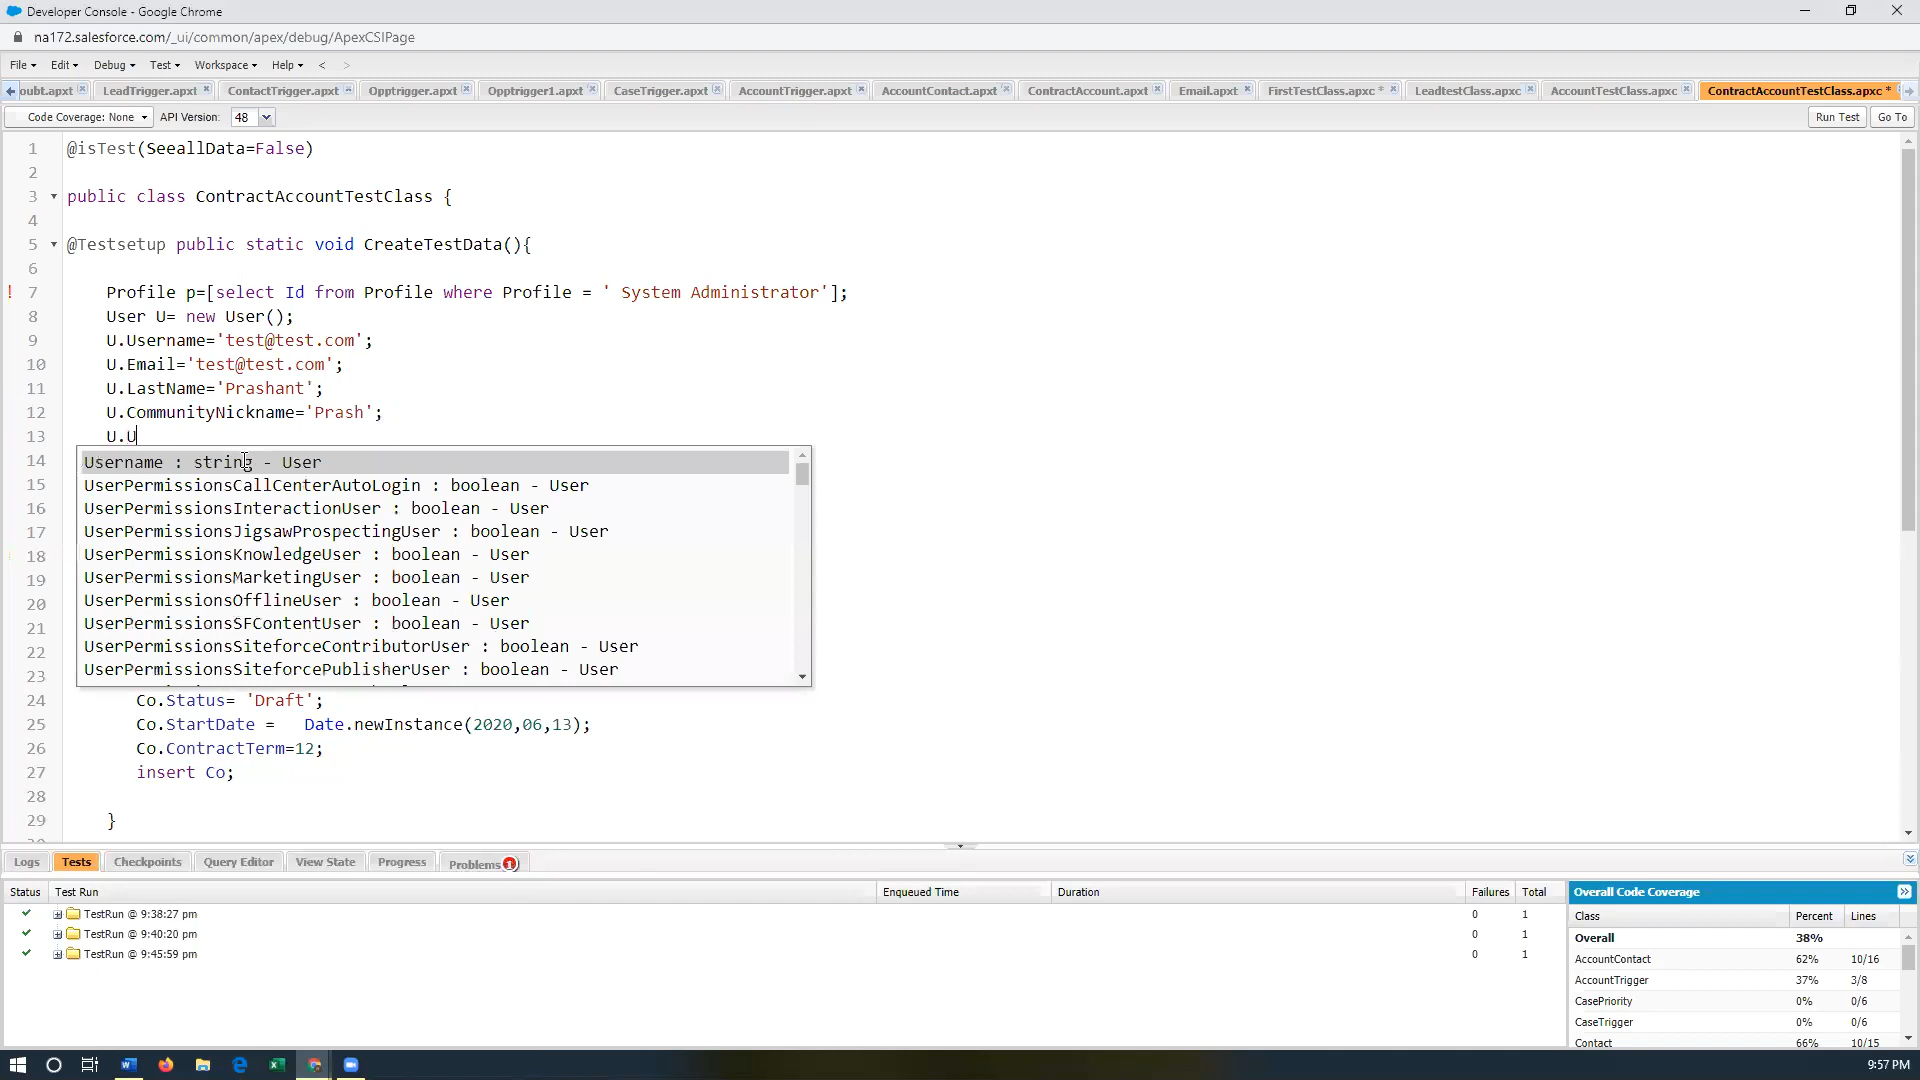 Developer Console - Google Chrome
na172.salesforce.com/_ui/common/apex/debug/ApexCSIPage
File Edit Debug Test Workspace Help < >
oubt.apxt LeadTrigger.apxt ContactTrigger.apxt Opptrigger.apxt Opptrigger1.apxt CaseTrigger.apxt AccountTrigger.apxt AccountContact.apxt ContractAccount.apxt Email.apxt FirstTestClass.apxc * LeadtestClass.apxc AccountTestClass.apxc ContractAccountTestClass.apxc *
Code Coverage: None API Version: 48 Run Test Go To
1 @isTest(SeeallData=False)
2
3 public class ContractAccountTestClass {
4
5 @Testsetup public static void CreateTestData(){
6
! 7 Profile p=[select Id from Profile where Profile = ' System Administrator'];
8 User U= new User();
9 U.Username='test@test.com';
10 U.Email='test@test.com';
11 U.LastName='Prashant';
12 U.CommunityNickname='Prash';
13 U.U
14 Username : string - User
15 UserPermissionsCallCenterAutoLogin : boolean - User
16 UserPermissionsInteractionUser : boolean - User
17 UserPermissionsJigsawProspectingUser : boolean - User
18 UserPermissionsKnowledgeUser : boolean - User
19 UserPermissionsMarketingUser : boolean - User
20 UserPermissionsOfflineUser : boolean - User
21 UserPermissionsSFContentUser : boolean - User
22 UserPermissionsSiteforceContributorUser : boolean - User
23 UserPermissionsSiteforcePublisherUser : boolean - User
24 Co.Status= 'Draft';
25 Co.StartDate = Date.newInstance(2020,06,13);
26 Co.ContractTerm=12;
27 insert Co;
28
29 }
Logs Tests Checkpoints Query Editor View State Progress Problems 1
Status Test Run Enqueued Time Duration Failures Total
TestRun @ 9:38:27 pm 0 1
TestRun @ 9:40:20 pm 0 1
TestRun @ 9:45:59 pm 0 1
Overall Code Coverage
Class Percent Lines
Overall 38%
AccountContact 62% 10/16
AccountTrigger 37% 3/8
CasePriority 0% 0/6
CaseTrigger 0% 0/6
Contact 66% 10/15
9:57 PM